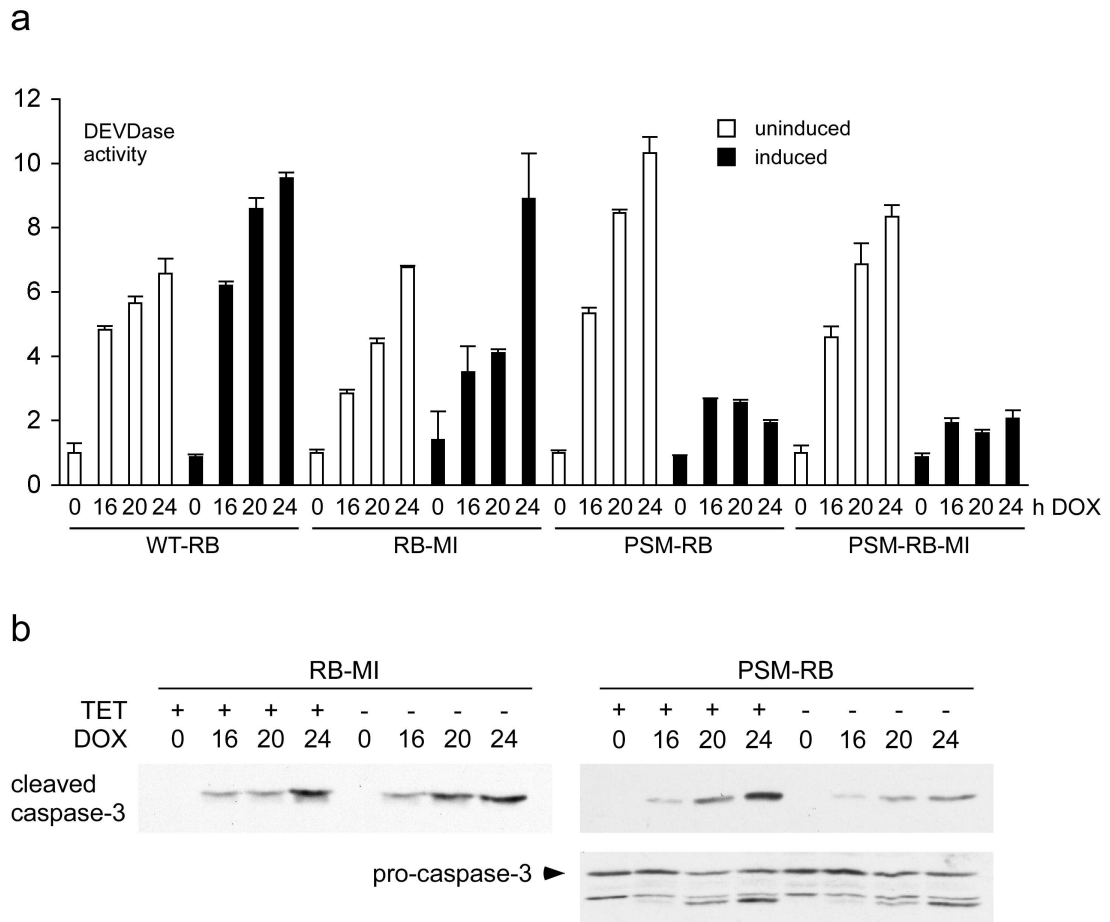 a
12
10
8
6
4
2
0
DEVDase
activity
uninduced
induced
0 16 20 24 0 16 20 24 0 16 20 24 0 16 20 24 0 16 20 24 0 16 20 24 0 16 20 24 0 16 20 24 h DOX
WT-RB RB-MI PSM-RB PSM-RB-MI
b
RB-MI PSM-RB
TET + + + + - - - - + + + + - - - -
DOX 0 16 20 24 0 16 20 24 0 16 20 24 0 16 20 24
cleaved
caspase-3
pro-caspase-3